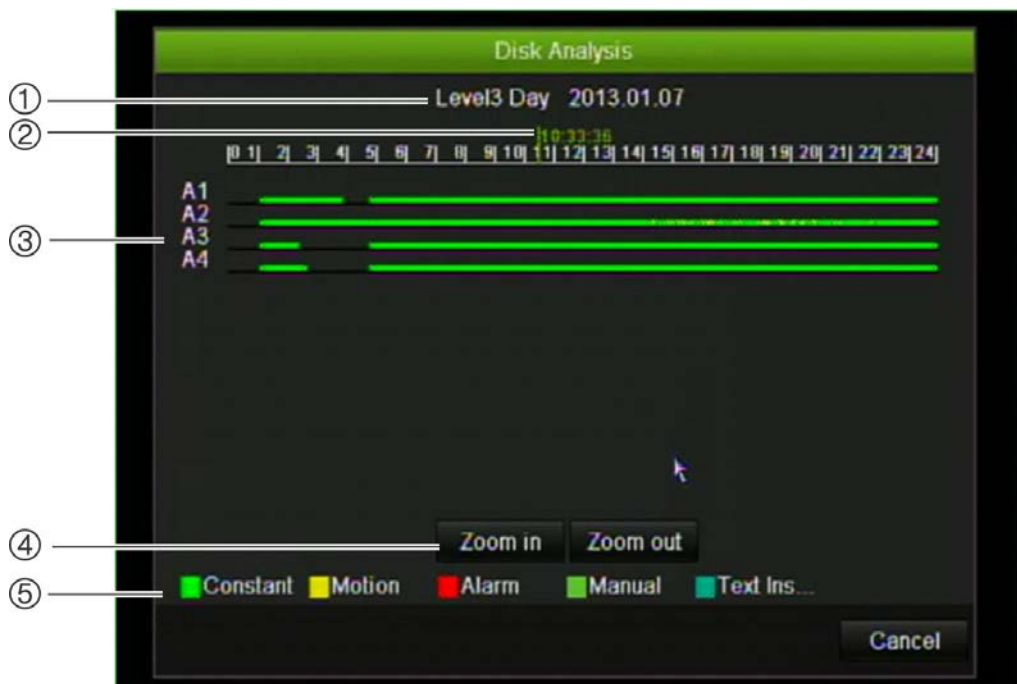 Disk Analysis
① Level3 Day 2013.01.07
② 10:33:36
|0 1| 2| 3| 4| 5| 6| 7| 8| 9|10|11|12|13|14|15|16|17|18|19|20|21|22|23|24|
A1
A2
③ A3
A4
④ Zoom in Zoom out
⑤ Constant Motion Alarm Manual Text Ins...
Cancel